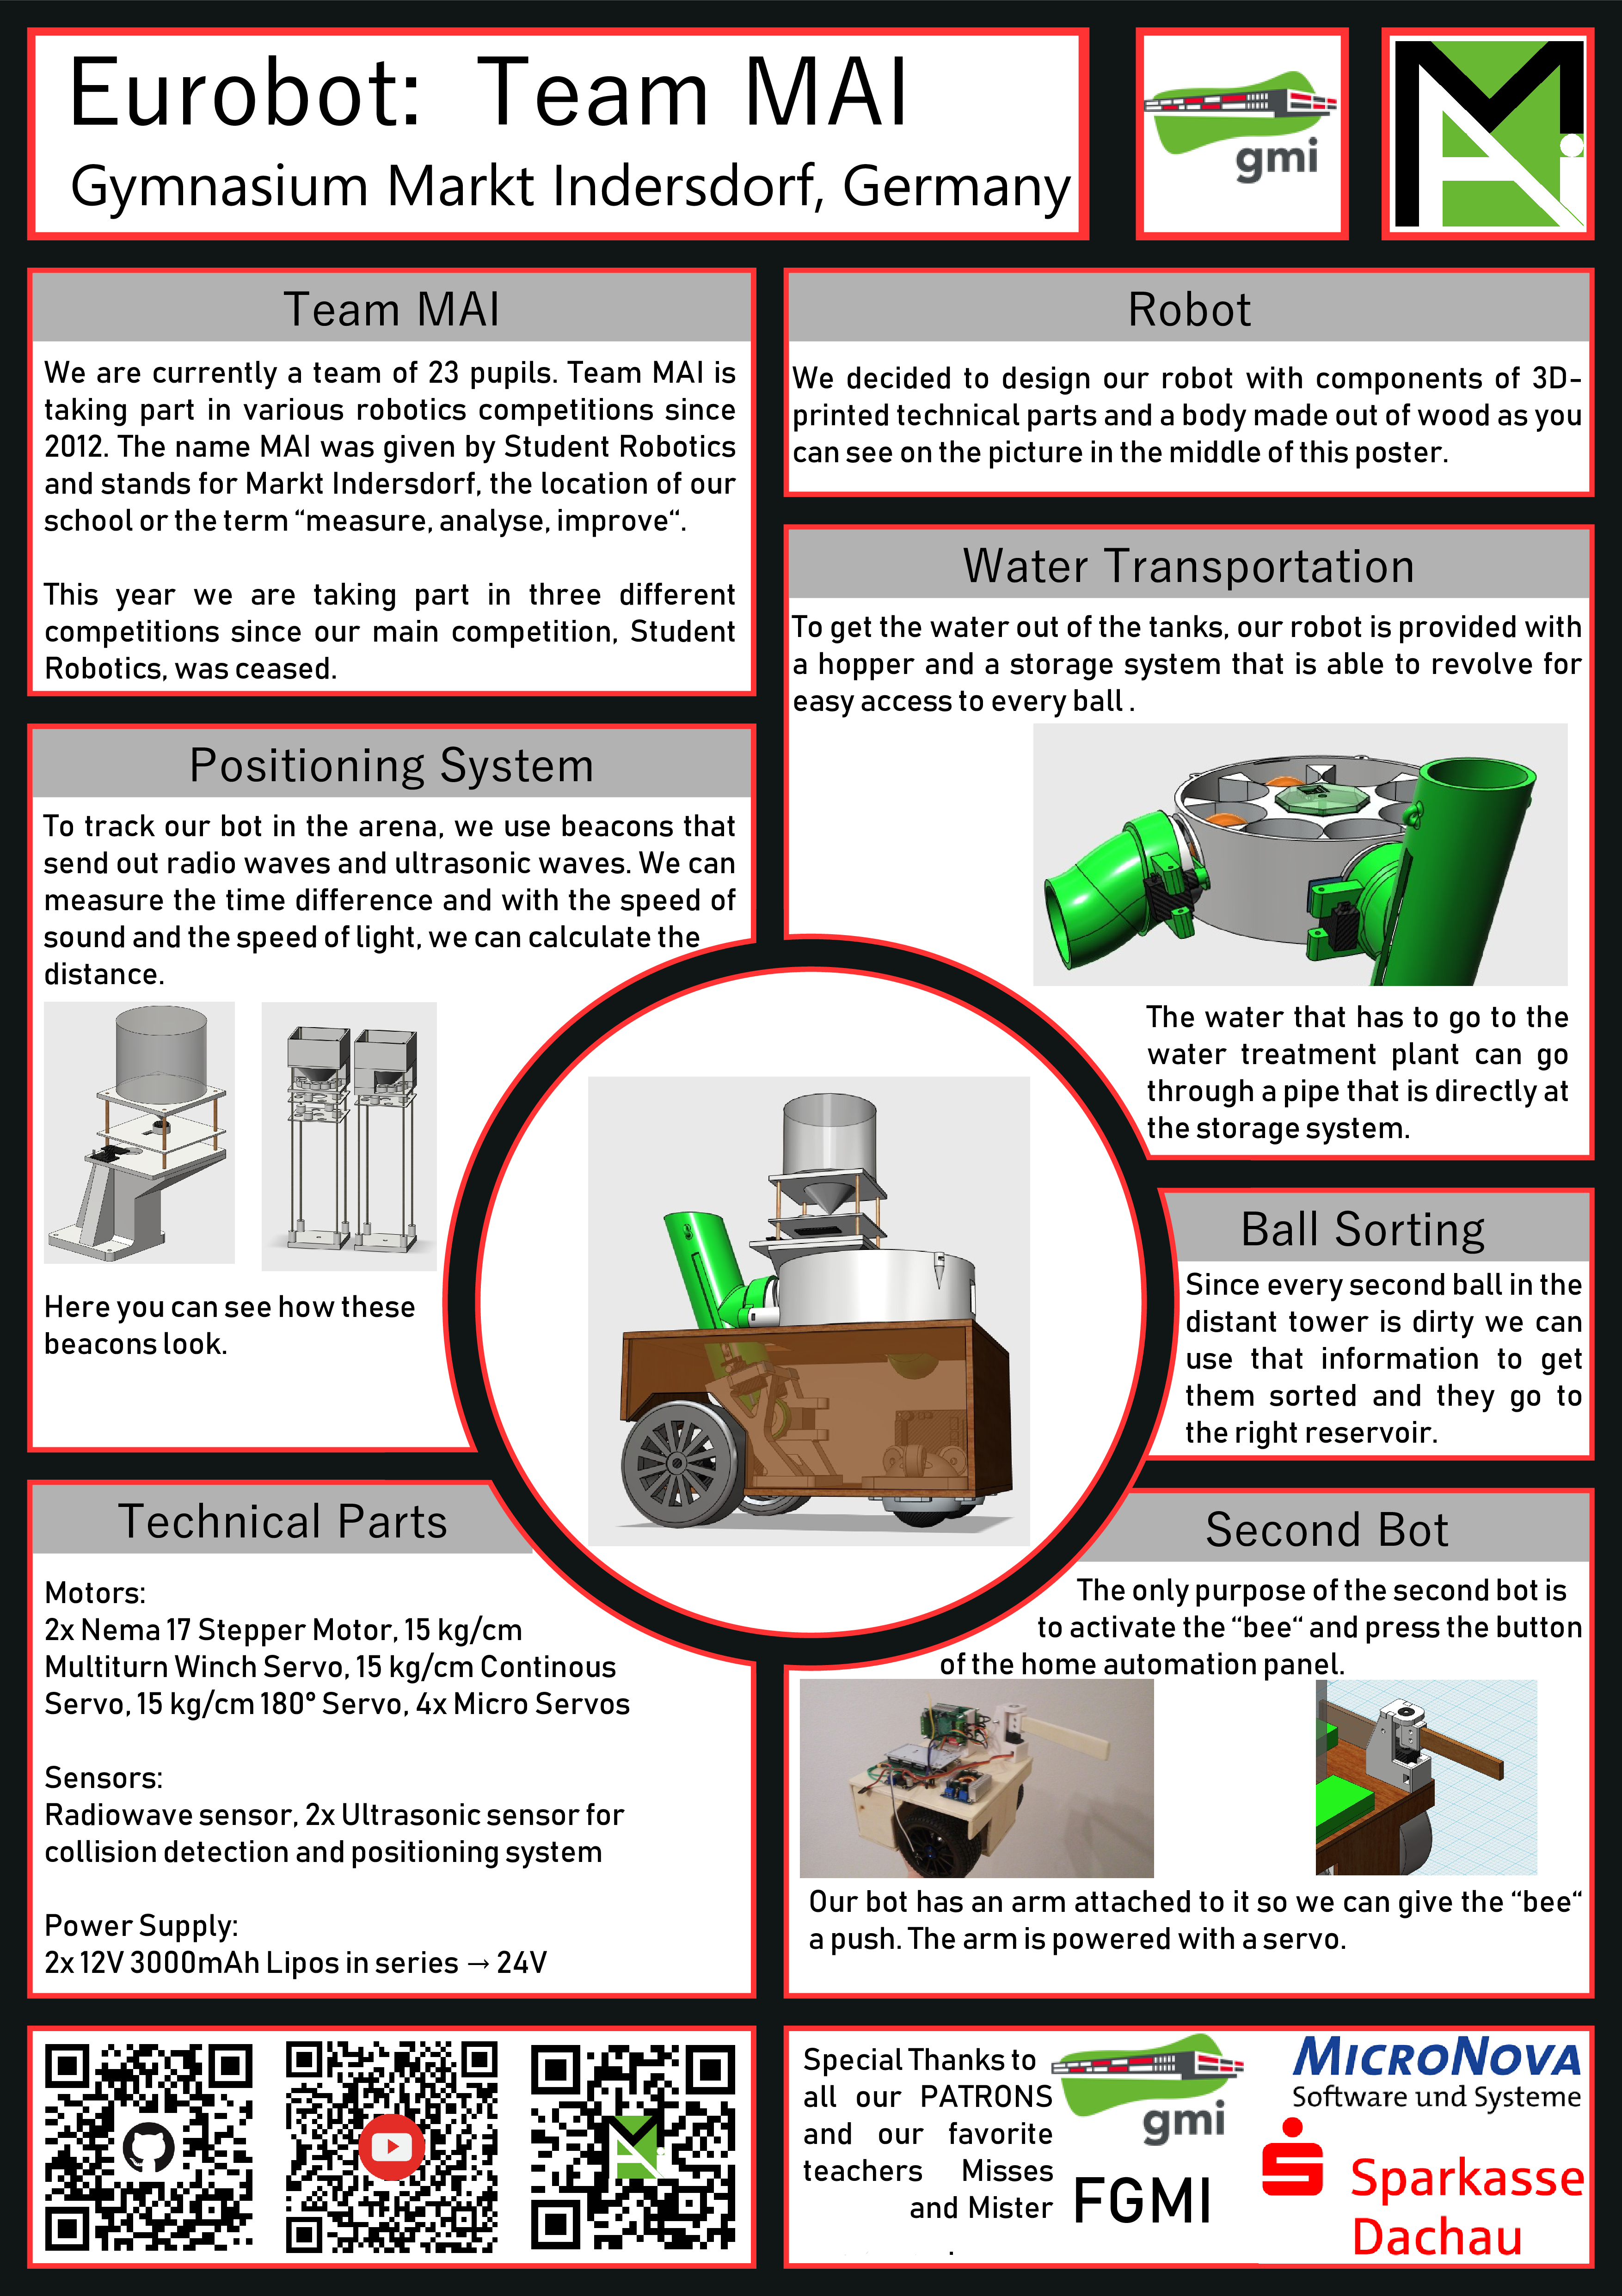 Eurobot: Team MAI
Gymnasium Markt Indersdorf, Germany
gmi
MAi
Team MAI
We are currently a team of 23 pupils. Team MAI is
taking part in various robotics competitions since
2012. The name MAI was given by Student Robotics
and stands for Markt Indersdorf, the location of our
school or the term “measure, analyse, improve“.
This year we are taking part in three different
competitions since our main competition, Student
Robotics, was ceased.
Positioning System
To track our bot in the arena, we use beacons that
send out radio waves and ultrasonic waves. We can
measure the time difference and with the speed of
sound and the speed of light, we can calculate the
distance.
Here you can see how these
beacons look.
Technical Parts
Motors:
2x Nema 17 Stepper Motor, 15 kg/cm
Multiturn Winch Servo, 15 kg/cm Continous
Servo, 15 kg/cm 180° Servo, 4x Micro Servos
Sensors:
Radiowave sensor, 2x Ultrasonic sensor for
collision detection and positioning system
Power Supply:
2x 12V 3000mAh Lipos in series → 24V
Robot
We decided to design our robot with components of 3D-
printed technical parts and a body made out of wood as you
can see on the picture in the middle of this poster.
Water Transportation
To get the water out of the tanks, our robot is provided with
a hopper and a storage system that is able to revolve for
easy access to every ball .
The water that has to go to the
water treatment plant can go
through a pipe that is directly at
the storage system.
Ball Sorting
Since every second ball in the
distant tower is dirty we can
use that information to get
them sorted and they go to
the right reservoir.
Second Bot
The only purpose of the second bot is
to activate the “bee“ and press the button
of the home automation panel.
Our bot has an arm attached to it so we can give the “bee“
a push. The arm is powered with a servo.
Special Thanks to
all our PATRONS
and our favorite
teachers Misses
and Mister
.
gmi
FGMI
MicroNova
Software und Systeme
Sparkasse
Dachau